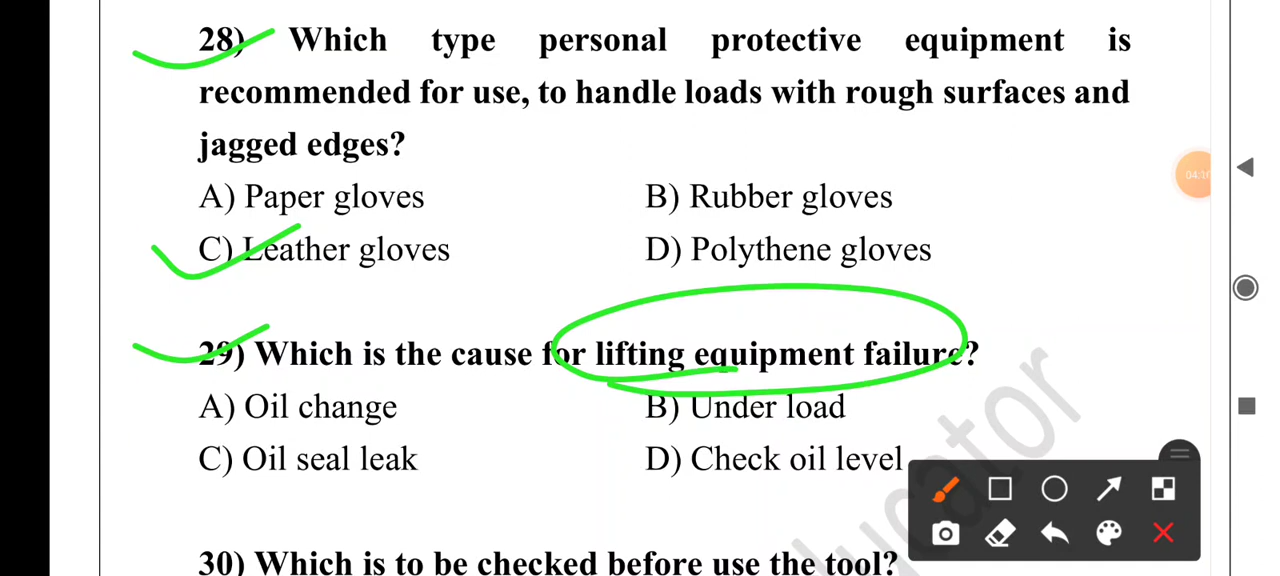 28) Which type personal protective equipment is
recommended for use, to handle loads with rough surfaces and
jagged edges?
A) Paper gloves B) Rubber gloves
C) Leather gloves D) Polythene gloves
29) Which is the cause for lifting equipment failure?
A) Oil change B) Under load
C) Oil seal leak D) Check oil level
30) Which is to be checked before use the tool?